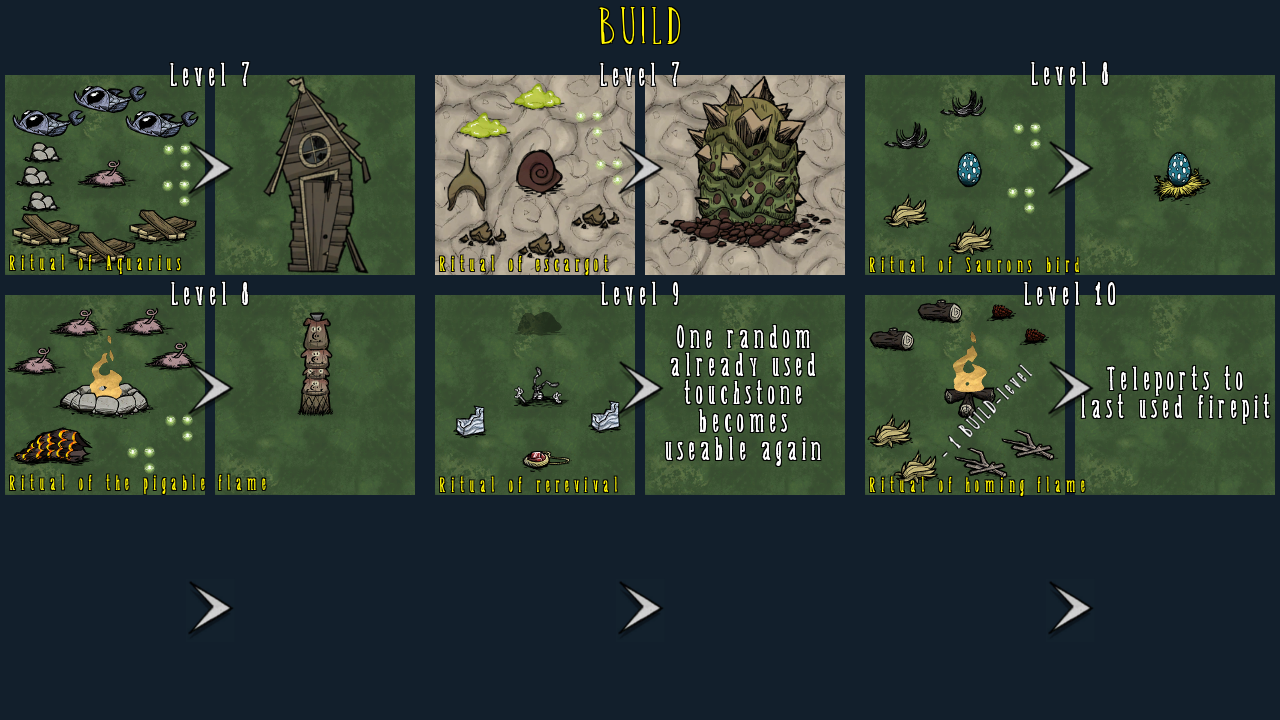 BUILD
Level 7
Level 7
Level 8
Ritual of Aquarius
Ritual of escargot
Ritual of Saurons bird
Level 8
Level 9
Level 10
One random
already used
touchstone
becomes
useable again
Teleports to
last used firepit
- 1 BUILD-level
Ritual of the pigable flame
Ritual of rerevival
Ritual of homing flame